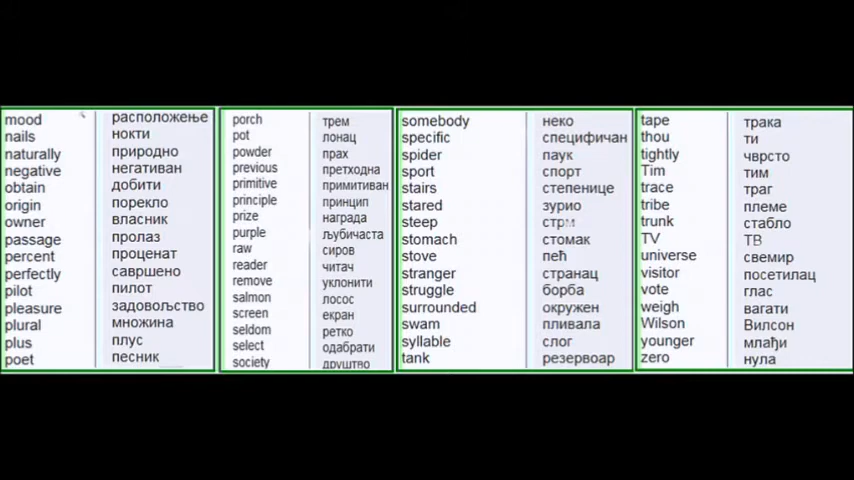 mood расположење
nails нокти
naturally природно
negative негативан
obtain добити
origin порекло
owner власник
passage пролаз
percent проценат
perfectly савршено
pilot пилот
pleasure задовољство
plural множина
plus плус
poet песник
porch трем
pot лонац
powder прах
previous претходна
primitive примитиван
principle принцип
prize награда
purple љубичаста
raw сиров
reader читач
remove уклонити
salmon лосос
screen екран
seldom ретко
select одабрати
society друштво
somebody неко
specific специфичан
spider паук
sport спорт
stairs степенице
stared зурио
steep стрм
stomach стомак
stove пећ
stranger странац
struggle борба
surrounded окружен
swam пливала
syllable слог
tank резервоар
tape трака
thou ти
tightly чврсто
Tim тим
trace траг
tribe племе
trunk стабло
TV ТВ
universe свемир
visitor посетилац
vote глас
weigh вагати
Wilson Вилсон
younger млађи
zero нула